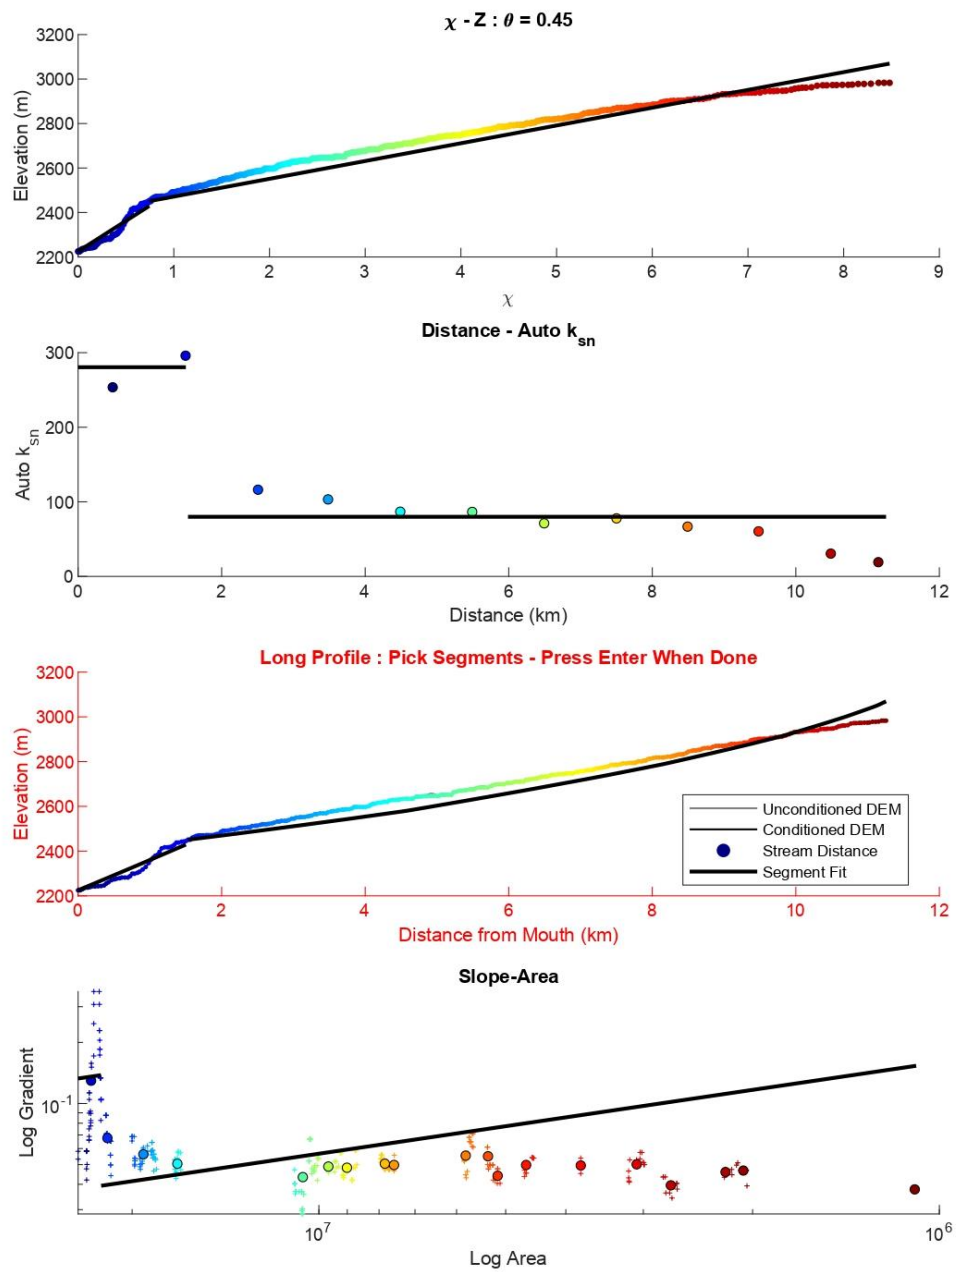 χ - Z : θ = 0.45
3200
3000
2800
2600
2400
2200
Elevation (m)
0 1 2 3 4 5 6 7 8 9
χ
Distance - Auto ksn
300
200
100
0
Auto ksn
2 4 6 8 10 12
Distance (km)
Long Profile : Pick Segments - Press Enter When Done
3200
3000
2800
2600
2400
2200
Elevation (m)
Unconditioned DEM
Conditioned DEM
Stream Distance
Segment Fit
0 2 4 6 8 10 12
Distance from Mouth (km)
Slope-Area
Log Gradient
10-1
107 106
Log Area